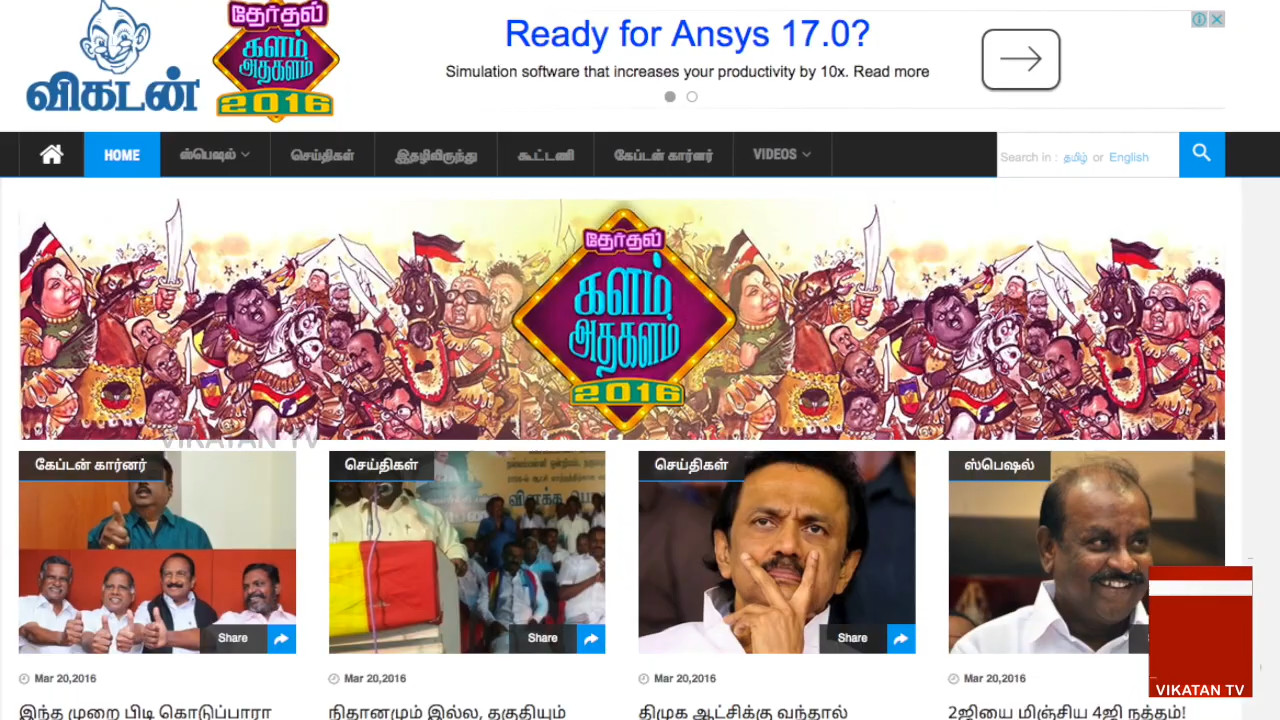 விகடன்
தேர்தல்
களம்
அதகளம்
2016
Ready for Ansys 17.0?
Simulation software that increases your productivity by 10x. Read more
HOME
ஸ்பெஷல்
செய்திகள்
இதழிலிருந்து
கூட்டணி
கேப்டன் கார்னர்
VIDEOS
Search in : தமிழ் or English
தேர்தல்
களம்
அதகளம்
2016
VIKATAN TV
கேப்டன் கார்னர்
செய்திகள்
செய்திகள்
ஸ்பெஷல்
Share
Share
Share
Mar 20,2016
Mar 20,2016
Mar 20,2016
Mar 20,2016
VIKATAN TV
இந்த முறை பிடி கொடுப்பாரா
நிதானமும் இல்ல, தகுதியும்
திமுக ஆட்சிக்கு வந்தால்
2ஜியை மிஞ்சிய 4ஜி நத்தம்!